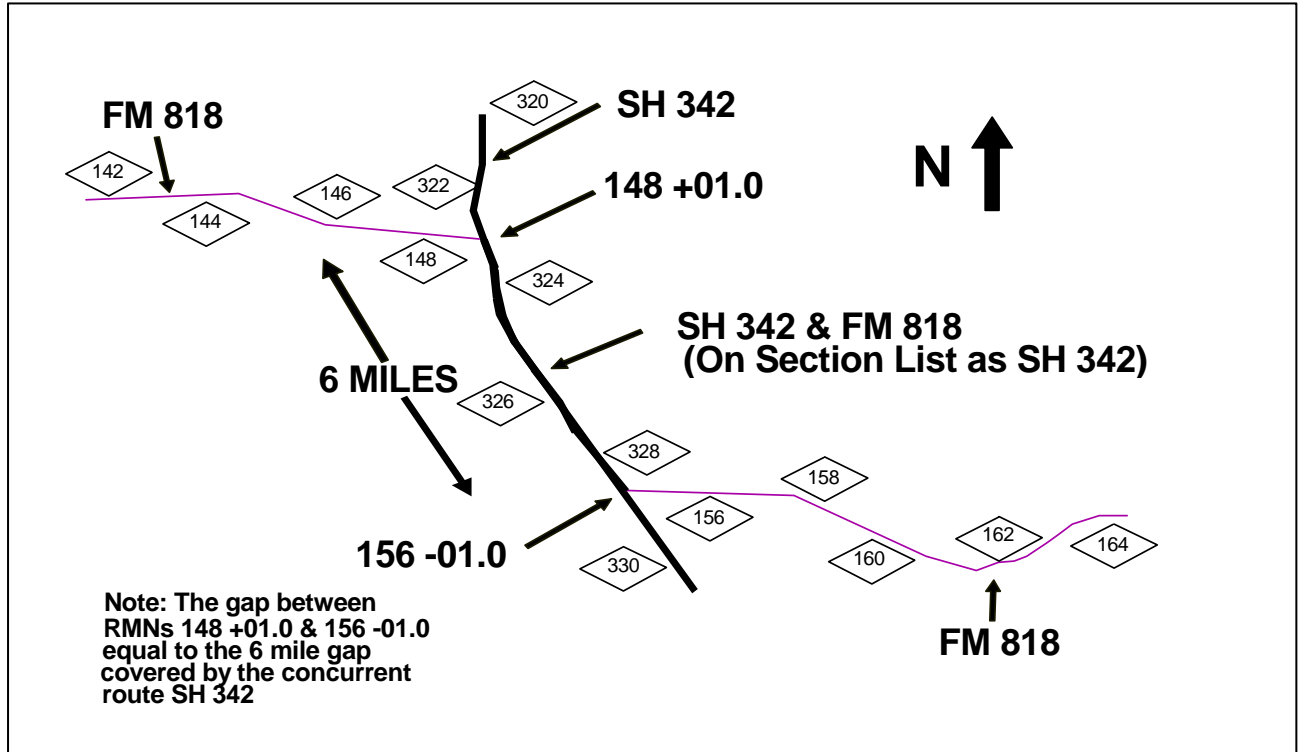 320
SH 342
FM 818
N
142
146
322
148 +01.0
144
148
324
SH 342 & FM 818
(On Section List as SH 342)
6 MILES
326
328
158
156
162
164
156 -01.0
160
330
Note: The gap between
RMNs 148 +01.0 & 156 -01.0
equal to the 6 mile gap
covered by the concurrent
route SH 342
FM 818